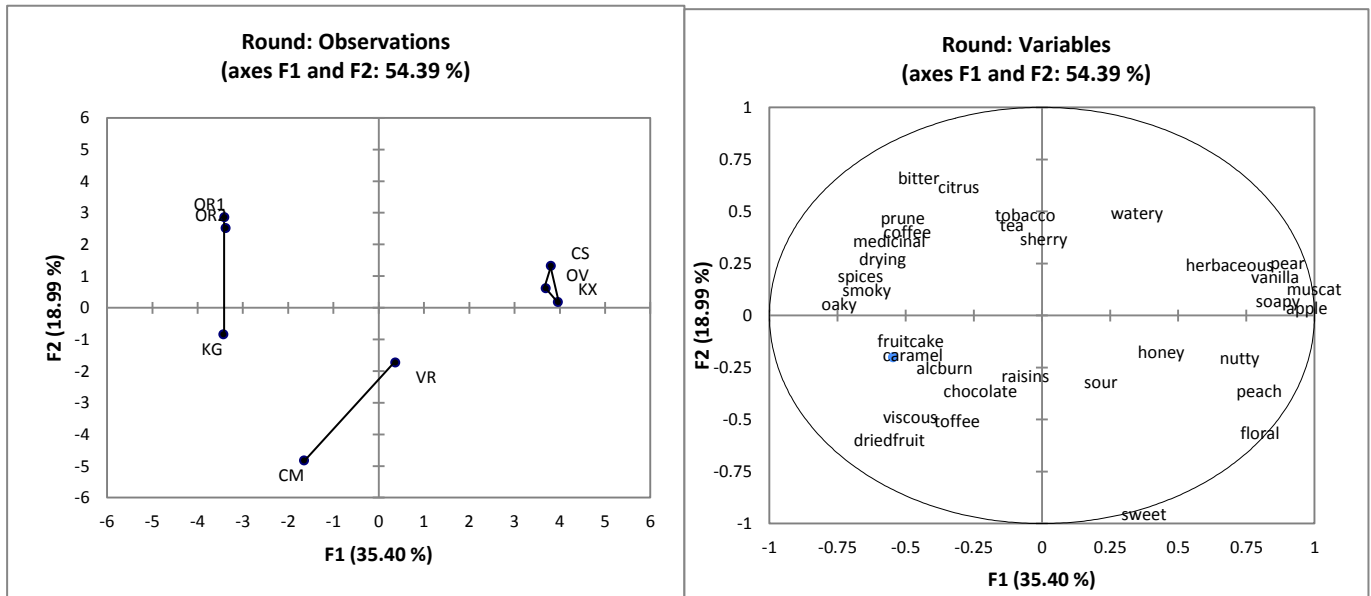 Round: Observations
(axes F1 and F2: 54.39 %)
6
5
4
3
2
1
0
-1
-2
-3
-4
-5
-6
F2 (18.99 %)
OR1
OR2
KG
CS
OV
KX
VR
CM
-6 -5 -4 -3 -2 -1 0 1 2 3 4 5 6
F1 (35.40 %)
Round: Variables
(axes F1 and F2: 54.39 %)
1
0.75
0.5
0.25
0
-0.25
-0.5
-0.75
-1
F2 (18.99 %)
bitter
citrus
prune
tobacco
watery
coffee
tea
medicinal
sherry
drying
herbaceous
pear
spices
vanilla
smoky
muscat
oaky
soapy
apple
fruitcake
caramel
honey
nutty
alcburn
raisins
sour
chocolate
peach
viscous
toffee
driedfruit
floral
sweet
-1 -0.75 -0.5 -0.25 0 0.25 0.5 0.75 1
F1 (35.40 %)